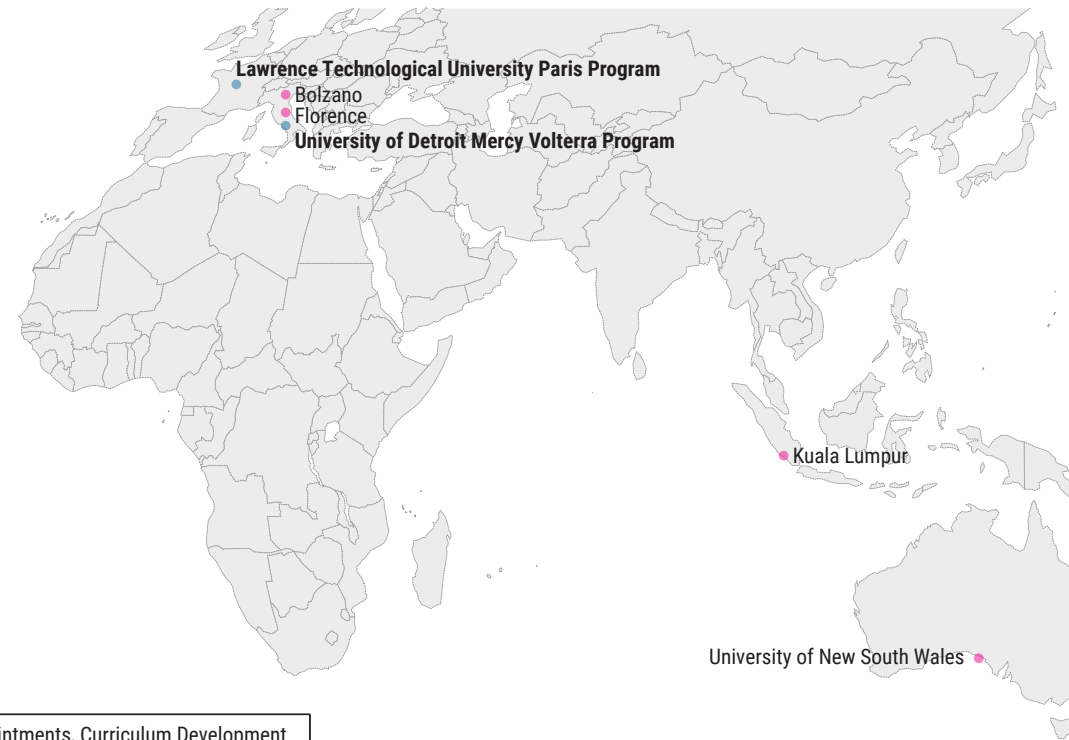 Lawrence Technological University Paris Program
Bolzano
Florence
University of Detroit Mercy Volterra Program
Kuala Lumpur
University of New South Wales
Curriculum Development